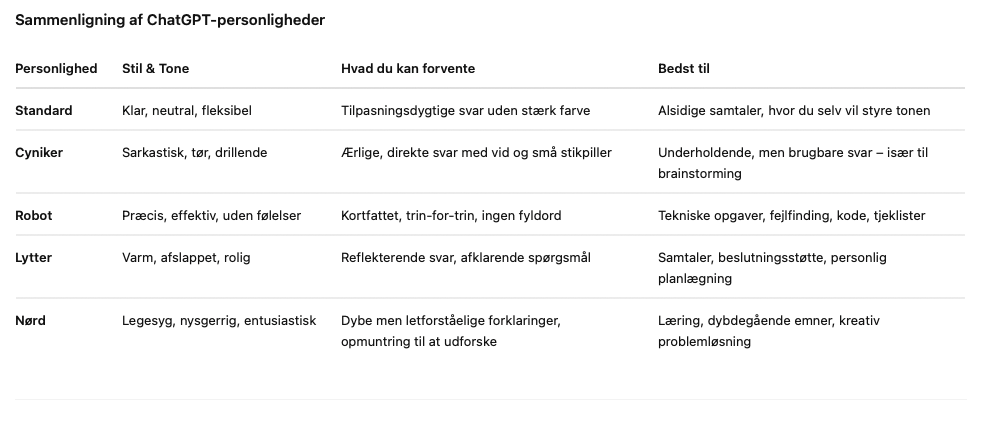 Sammenligning af ChatGPT-personligheder
Personlighed Stil & Tone Hvad du kan forvente Bedst til
Standard Klar, neutral, fleksibel Tilpasningsdygtige svar uden stærk farve Alsidige samtaler, hvor du selv vil styre tonen
Cyniker Sarkastisk, tør, drillende Ærlige, direkte svar med vid og små stikpiller Underholdende, men brugbare svar – især til
brainstorming
Robot Præcis, effektiv, uden følelser Kortfattet, trin-for-trin, ingen fyldord Tekniske opgaver, fejlfinding, kode, tjeklister
Lytter Varm, afslappet, rolig Reflekterende svar, afklarende spørgsmål Samtaler, beslutningsstøtte, personlig
planlægning
Nørd Legesyg, nysgerrig, entusiastisk Dybe men letforståelige forklaringer, Læring, dybdegående emner, kreativ
opmuntring til at udforske problemløsning